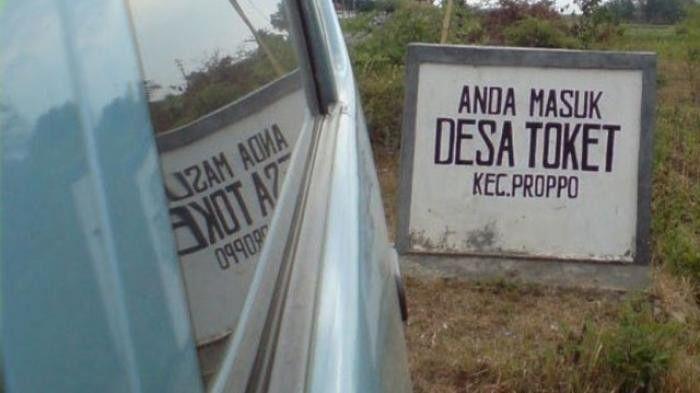 ANDA MASUK
DESA TOKET
KEC.PROPPO